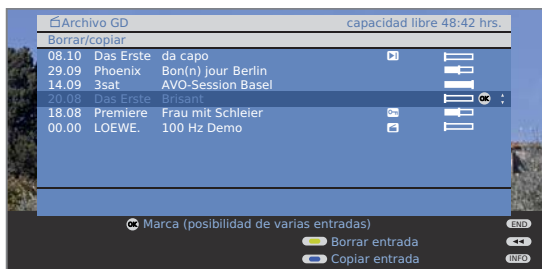 Archivo GD capacidad libre 48:42 hrs.
Borrar/copiar
08.10 Das Erste da capo
29.09 Phoenix Bon(n) jour Berlin
14.09 3sat AVO-Session Basel
20.08 Das Erste Brisant OK
18.08 Premiere Frau mit Schleier
00.00 LOEWE. 100 Hz Demo
OK Marca (posibilidad de varias entradas) END
Borrar entrada
Copiar entrada INFO